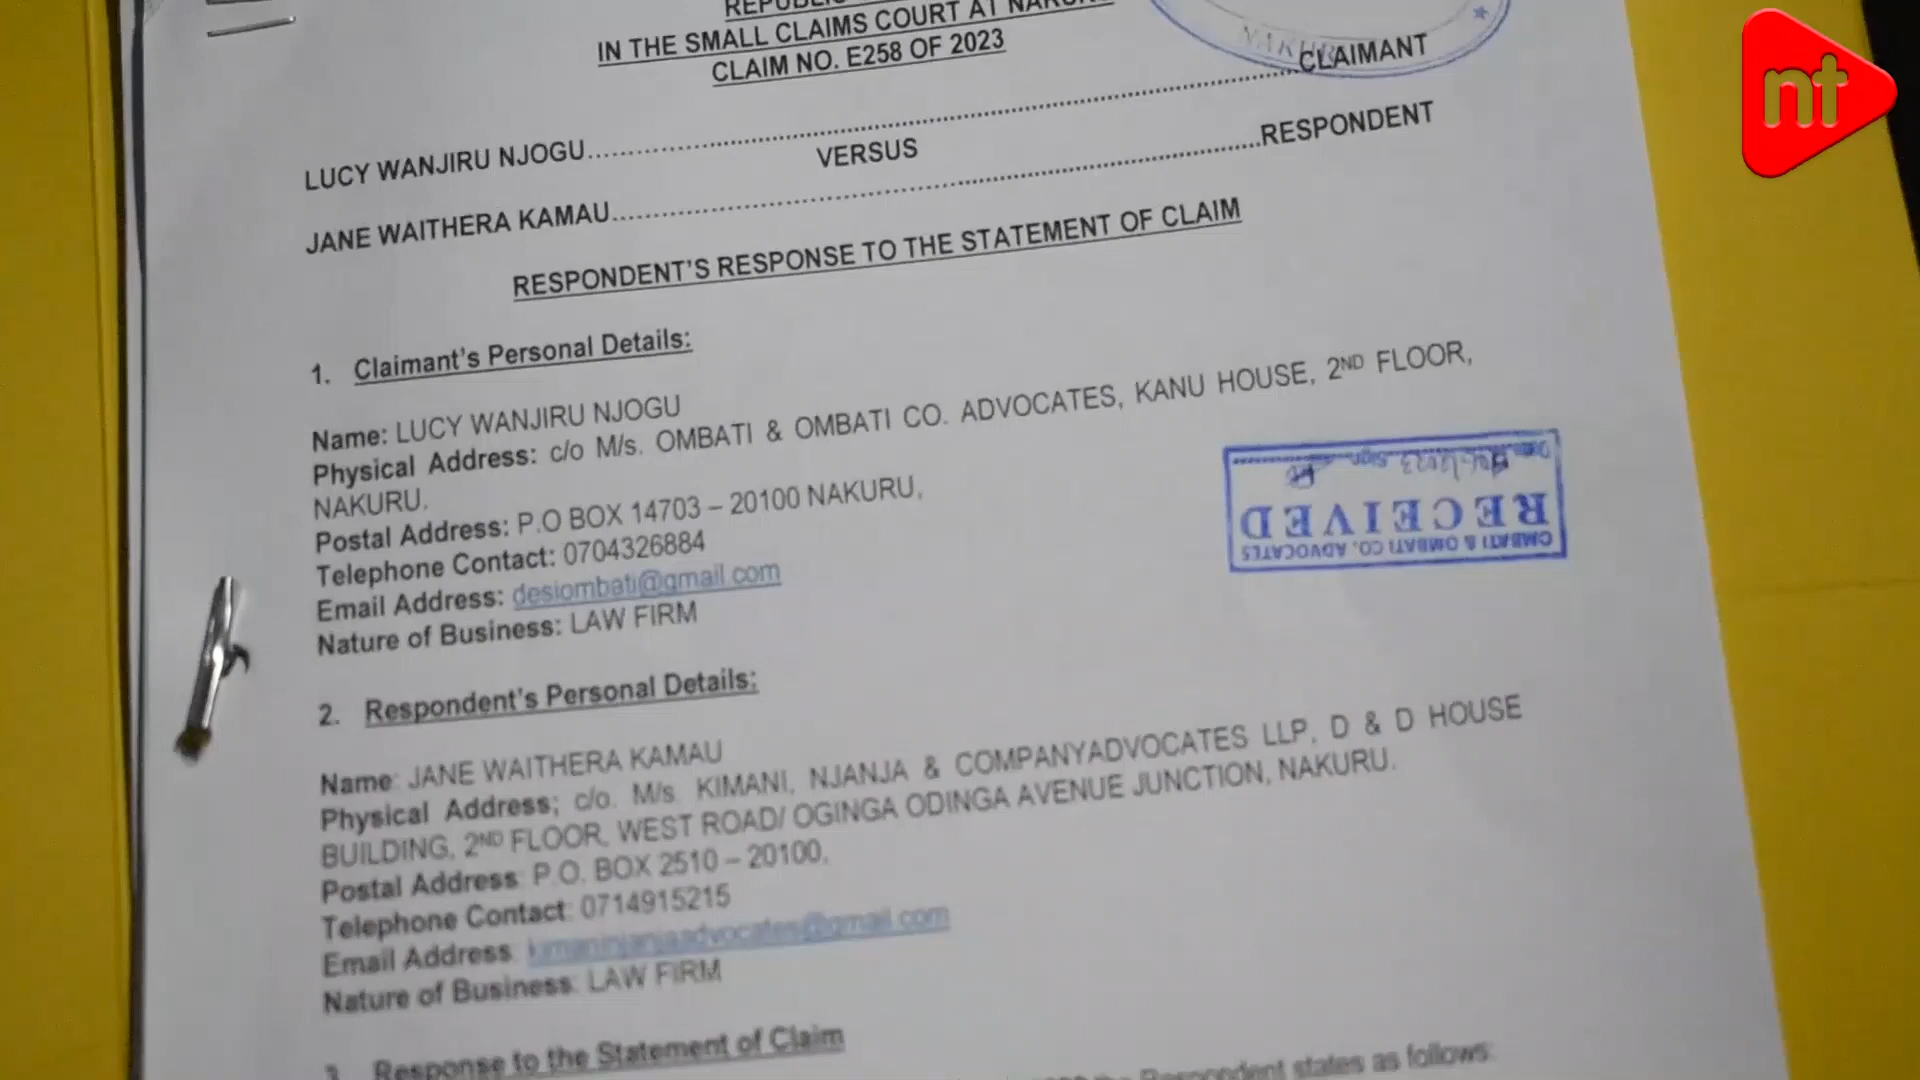 IN THE SMALL CLAIMS COURT AT
CLAIM NO. E258 OF 2023
LUCY WANJIRU NJOGU..........CLAIMANT
VERSUS
JANE WAITHERA KAMAU..........RESPONDENT
RESPONDENT'S RESPONSE TO THE STATEMENT OF CLAIM
1. Claimant's Personal Details:
Name: LUCY WANJIRU NJOGU
Physical Address: c/o M/s. OMBATI & OMBATI CO. ADVOCATES, KANU HOUSE, 2ND FLOOR,
NAKURU.
Postal Address: P.O BOX 14703 – 20100 NAKURU,
Telephone Contact: 0704326884
Email Address: desiombati@gmail.com
Nature of Business: LAW FIRM
OMBATI & OMBATI CO. ADVOCATES
RECEIVED
2. Respondent's Personal Details:
Name: JANE WAITHERA KAMAU
Physical Address; c/o. M/s. KIMANI, NJANJA & COMPANYADVOCATES LLP, D & D HOUSE
BUILDING, 2ND FLOOR, WEST ROAD/ OGINGA ODINGA AVENUE JUNCTION, NAKURU.
Postal Address: P.O. BOX 2510 – 20100,
Telephone Contact: 0714915215
Email Address: kimaninjanjaadvocates@gmail.com
Nature of Business: LAW FIRM
3. Response to the Statement of Claim
Respondent states as follows:
nt